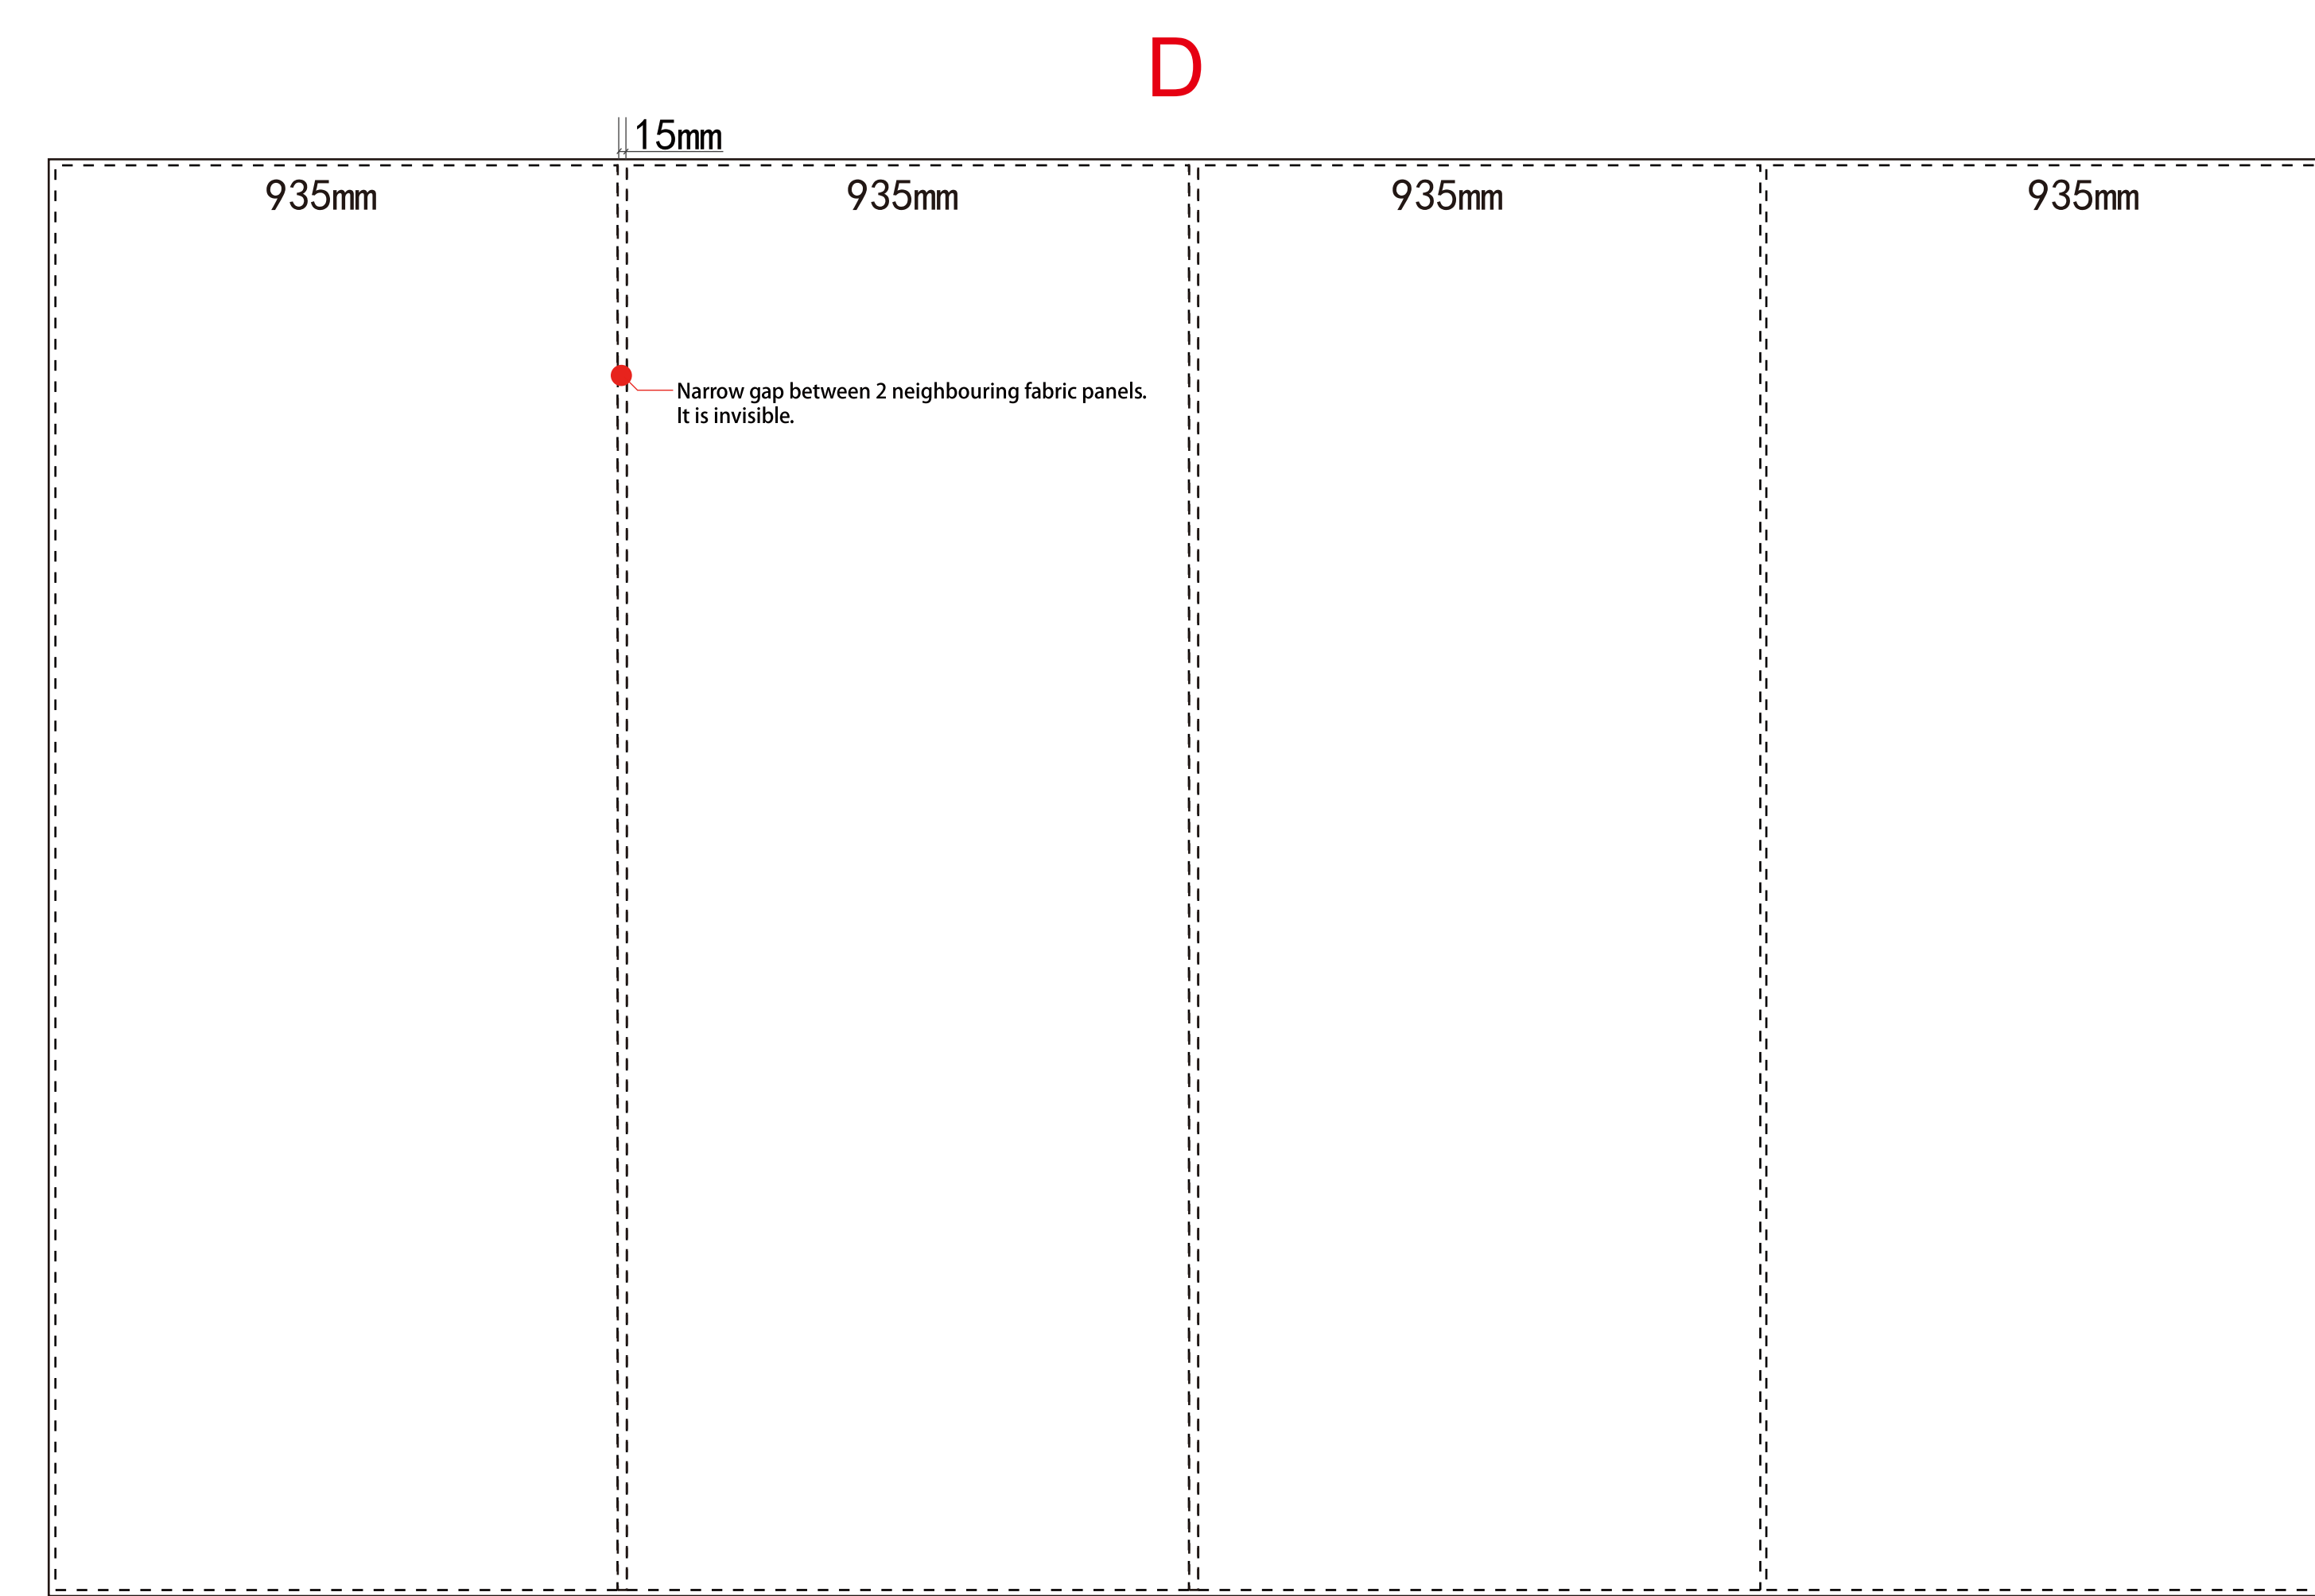 D
15mm
935mm 935mm 935mm 935mm
Narrow gap between 2 neighbouring fabric panels.
It is invisible.